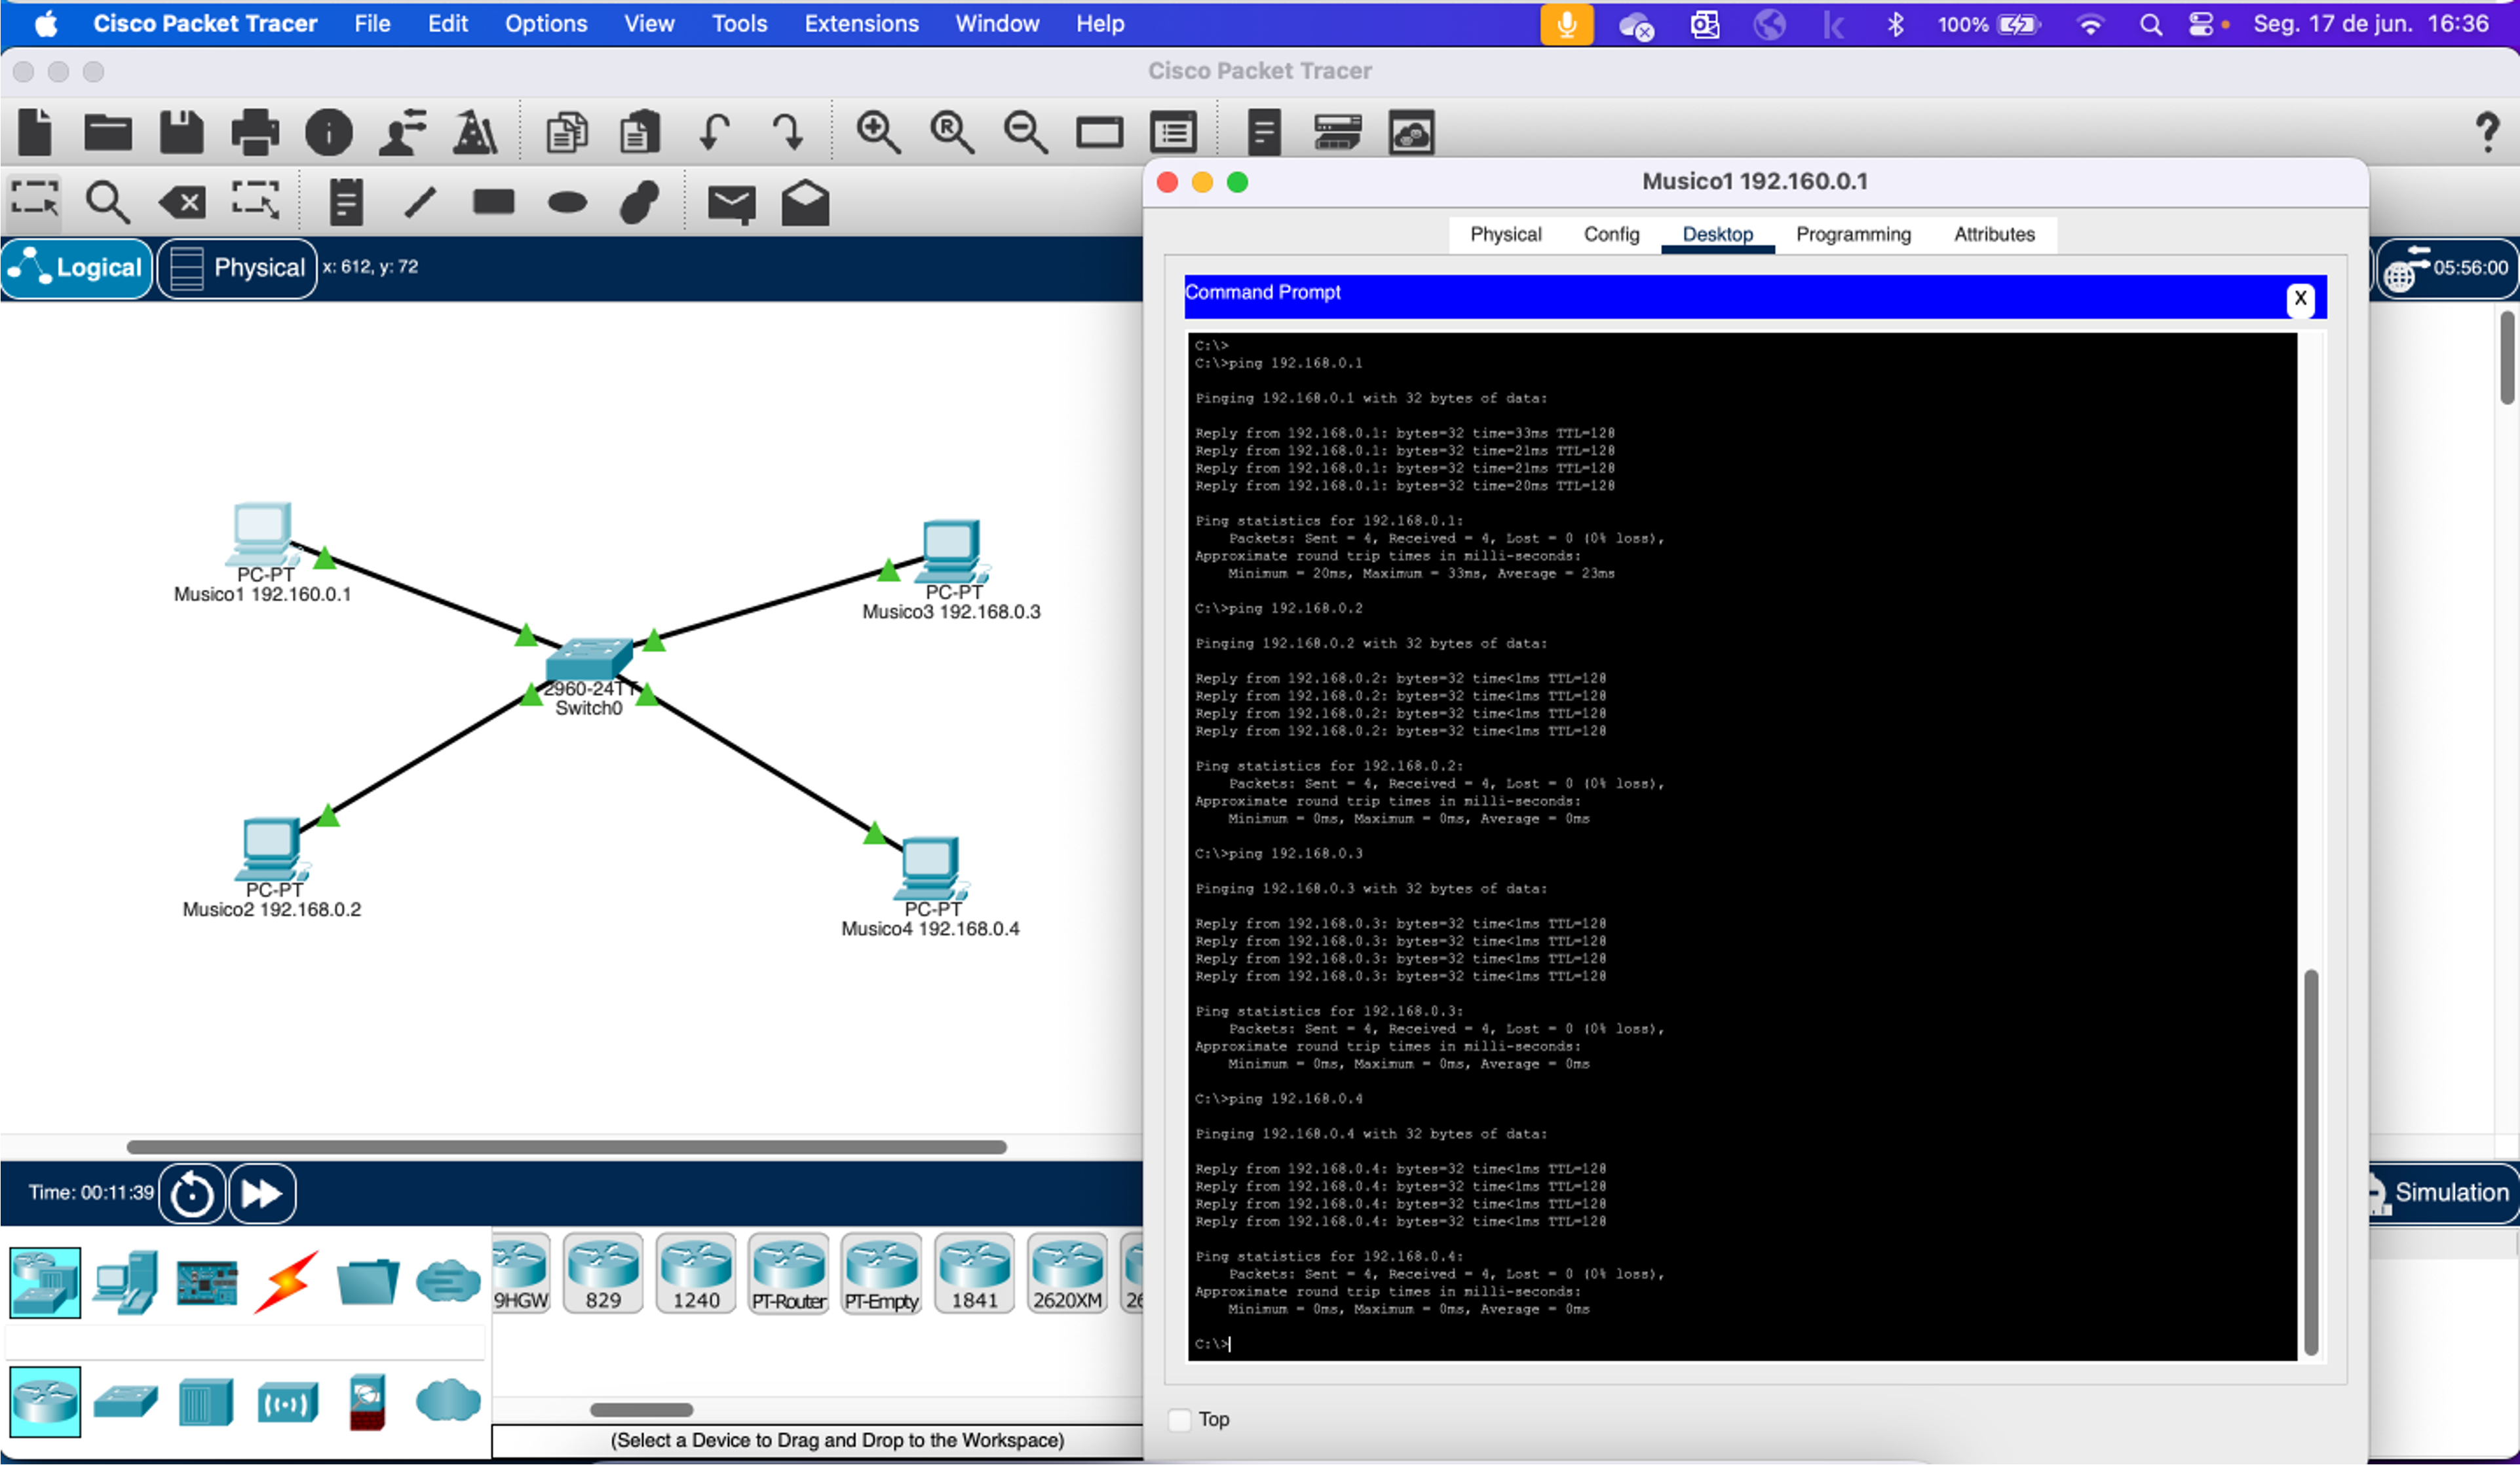 Cisco Packet Tracer File Edit Options View Tools Extensions Window Help 100% Seg. 17 de jun. 16:36
Cisco Packet Tracer
Musico1 192.160.0.1
Physical Config Desktop Programming Attributes
Logical Physical x: 612, y: 72
05:56:00
Command Prompt
X
C:\>
C:\>ping 192.168.0.1
Pinging 192.168.0.1 with 32 bytes of data:
Reply from 192.168.0.1: bytes=32 time=33ms TTL=128
Reply from 192.168.0.1: bytes=32 time=21ms TTL=128
Reply from 192.168.0.1: bytes=32 time=21ms TTL=128
Reply from 192.168.0.1: bytes=32 time=20ms TTL=128
Ping statistics for 192.168.0.1:
Packets: Sent = 4, Received = 4, Lost = 0 (0% loss),
Approximate round trip times in milli-seconds:
Minimum = 20ms, Maximum = 33ms, Average = 23ms
C:\>ping 192.168.0.2
Pinging 192.168.0.2 with 32 bytes of data:
Reply from 192.168.0.2: bytes=32 time<1ms TTL=128
Reply from 192.168.0.2: bytes=32 time<1ms TTL=128
Reply from 192.168.0.2: bytes=32 time<1ms TTL=128
Reply from 192.168.0.2: bytes=32 time<1ms TTL=128
Ping statistics for 192.168.0.2:
Packets: Sent = 4, Received = 4, Lost = 0 (0% loss),
Approximate round trip times in milli-seconds:
Minimum = 0ms, Maximum = 0ms, Average = 0ms
C:\>ping 192.168.0.3
Pinging 192.168.0.3 with 32 bytes of data:
Reply from 192.168.0.3: bytes=32 time<1ms TTL=128
Reply from 192.168.0.3: bytes=32 time<1ms TTL=128
Reply from 192.168.0.3: bytes=32 time<1ms TTL=128
Reply from 192.168.0.3: bytes=32 time<1ms TTL=128
Ping statistics for 192.168.0.3:
Packets: Sent = 4, Received = 4, Lost = 0 (0% loss),
Approximate round trip times in milli-seconds:
Minimum = 0ms, Maximum = 0ms, Average = 0ms
C:\>ping 192.168.0.4
Pinging 192.168.0.4 with 32 bytes of data:
Reply from 192.168.0.4: bytes=32 time<1ms TTL=128
Reply from 192.168.0.4: bytes=32 time<1ms TTL=128
Reply from 192.168.0.4: bytes=32 time<1ms TTL=128
Reply from 192.168.0.4: bytes=32 time<1ms TTL=128
Ping statistics for 192.168.0.4:
Packets: Sent = 4, Received = 4, Lost = 0 (0% loss),
Approximate round trip times in milli-seconds:
Minimum = 0ms, Maximum = 0ms, Average = 0ms
C:\>
Top
PC-PT
Musico1 192.160.0.1
PC-PT
Musico3 192.168.0.3
2960-24TT
Switch0
PC-PT
Musico2 192.168.0.2
PC-PT
Musico4 192.168.0.4
Time: 00:11:39
Simulation
9HGW 829 1240 PT-Router PT-Empty 1841 2620XM 26
(Select a Device to Drag and Drop to the Workspace)